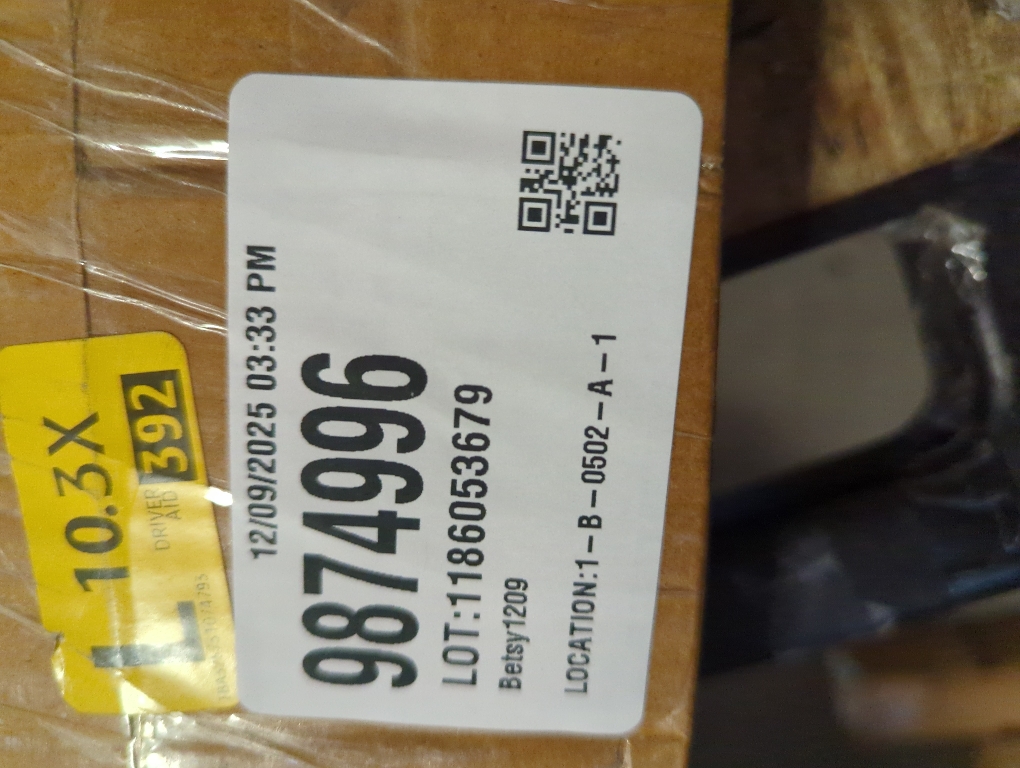 L 10.3X
DRIVER
AID 392
12/09/2025 03:33 PM
9874996
LOT:1186053679
Betsy1209
LOCATION:1-B-0502-A-1